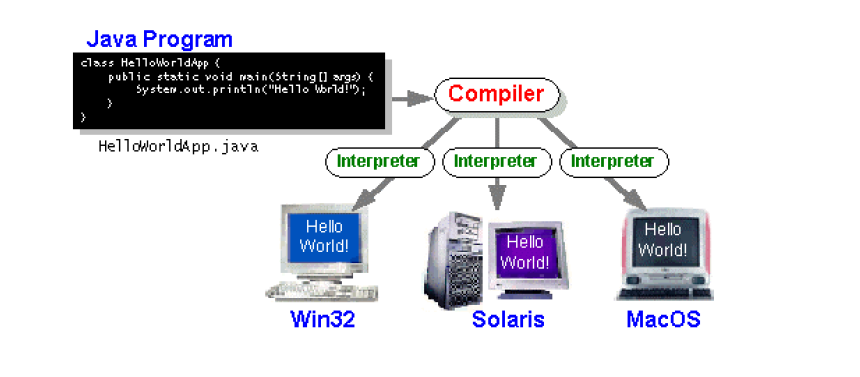 Java Program
class HelloWorldApp {
public static void main(String[] args) {
System.out.println("Hello World!");
}
}
HelloWorldApp.java
Compiler
Interpreter
Interpreter
Interpreter
Hello
World!
Hello
World!
Hello
World!
Win32
Solaris
MacOS